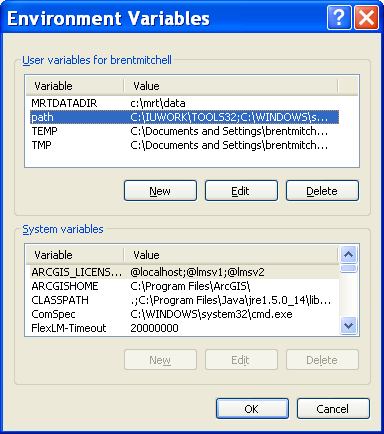 Environment Variables
User variables for brentmitchell
Variable Value
MRTDATADIR c:\mrt\data
path C:\IUWORK\TOOLS32;C:\WINDOWS\s...
TEMP C:\Documents and Settings\brentmitch...
TMP C:\Documents and Settings\brentmitch...
New Edit Delete
System variables
Variable Value
ARCGIS_LICENS... @localhost;@lmsv1;@lmsv2
ARCGISHOME C:\Program Files\ArcGIS\
CLASSPATH .;C:\Program Files\Java\jre1.5.0_14\lib...
ComSpec C:\WINDOWS\system32\cmd.exe
FlexLM-Timeout 20000000
New Edit Delete
OK Cancel